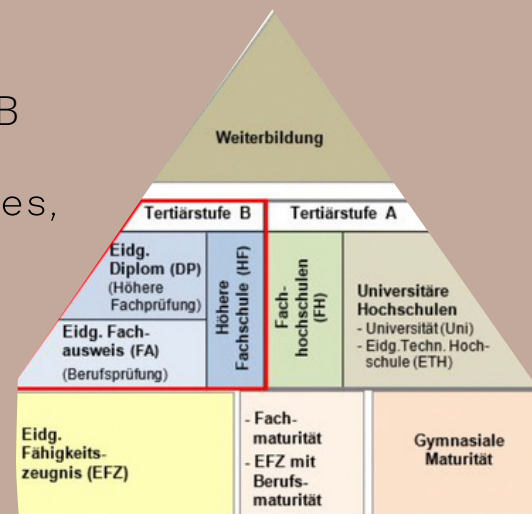 B
es,
Weiterbildung
Tertiärstufe B
Tertiärstufe A
Eidg.
Diplom (DP)
(Höhere
Fachprüfung)
Eidg. Fach-
ausweis (FA)
(Berufsprüfung)
Höhere
Fachschule (HF)
Fach-
hochschulen
(FH)
Universitäre
Hochschulen
- Universität (Uni)
- Eidg.Techn. Hoch-
schule (ETH)
Eidg.
Fähigkeits-
zeugnis (EFZ)
- Fach-
maturität
- EFZ mit
Berufs-
maturität
Gymnasiale
Maturität